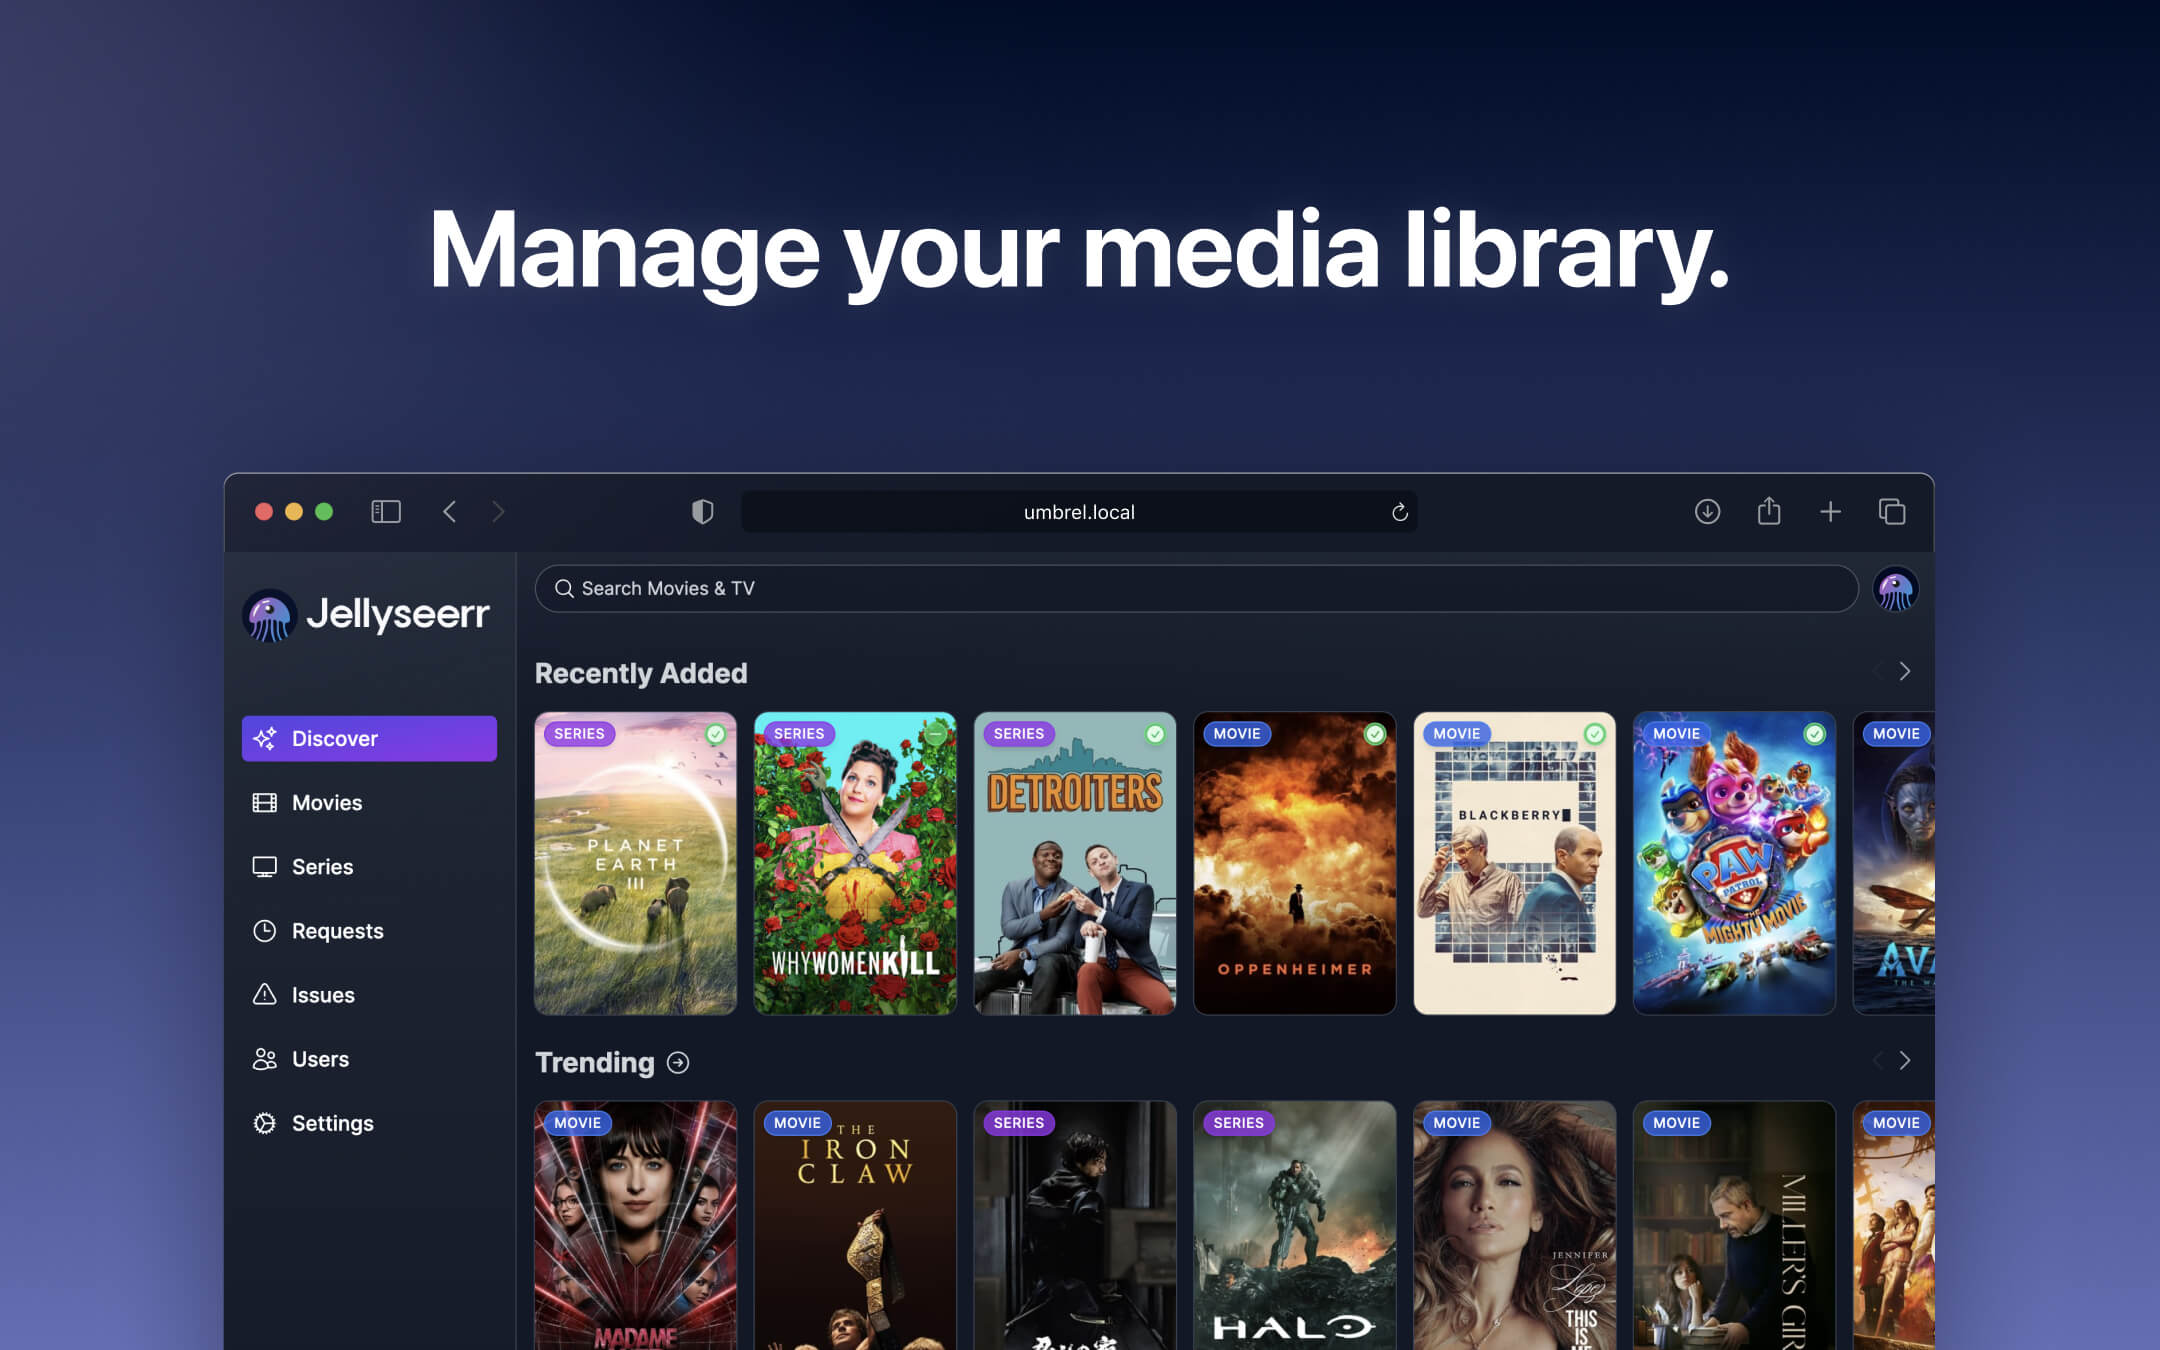 Manage your media library.
umbrel.local
Jellyseerr
Search Movies & TV
Discover
Movies
Series
Requests
Issues
Users
Settings
Recently Added
SERIES
PLANET
EARTH
III
SERIES
WHY WOMEN KILL
SERIES
DETROITERS
MOVIE
OPPENHEIMER
MOVIE
BLACKBERRY
MOVIE
PAW
PATROL
THE
MIGHTY MOVIE
MOVIE
AVA
THE WA
Trending
MOVIE
MADAME
MOVIE
THE
IRON
CLAW
SERIES
SERIES
HALO
MOVIE
JENNIFER
Lopez
THIS
IS
ME
MOVIE
MILLER'S GIR
MOVIE